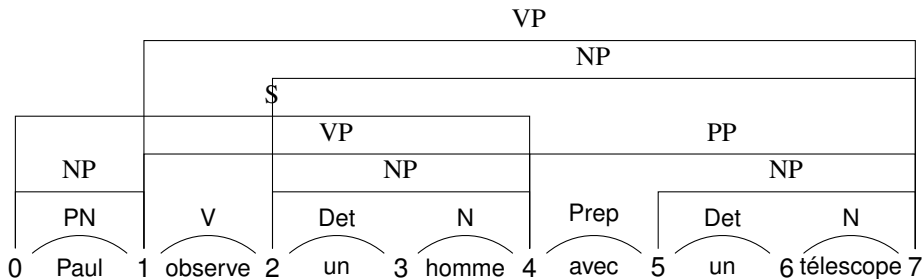 VP
NP
S
VP PP
NP NP NP
PN V Det N Prep Det N
0 Paul 1 observe 2 un 3 homme 4 avec 5 un 6 télescope 7